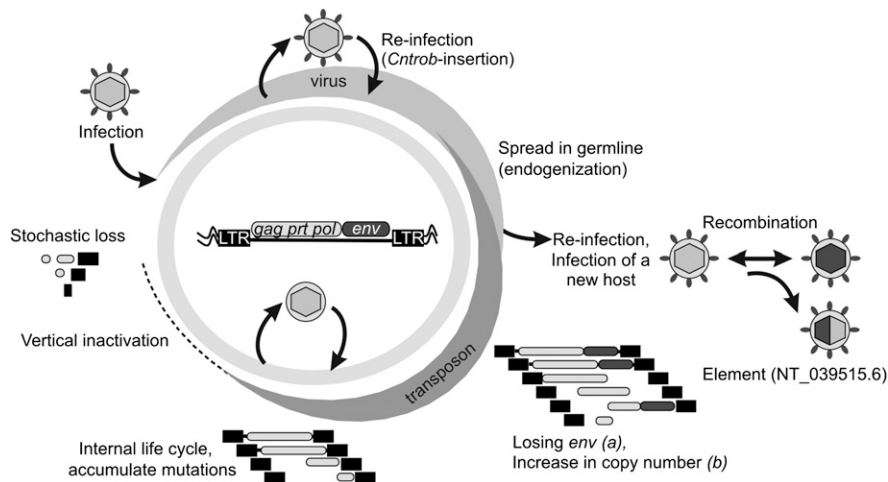 Re-infection
(Cntrob-insertion)
virus
Infection
Spread in germline
(endogenization)
LTR gag prt pol env LTR
Stochastic loss
Recombination
Re-infection,
Infection of a
new host
Vertical inactivation
transposon
Element (NT_039515.6)
Internal life cycle,
accumulate mutations
Losing env (a),
Increase in copy number (b)